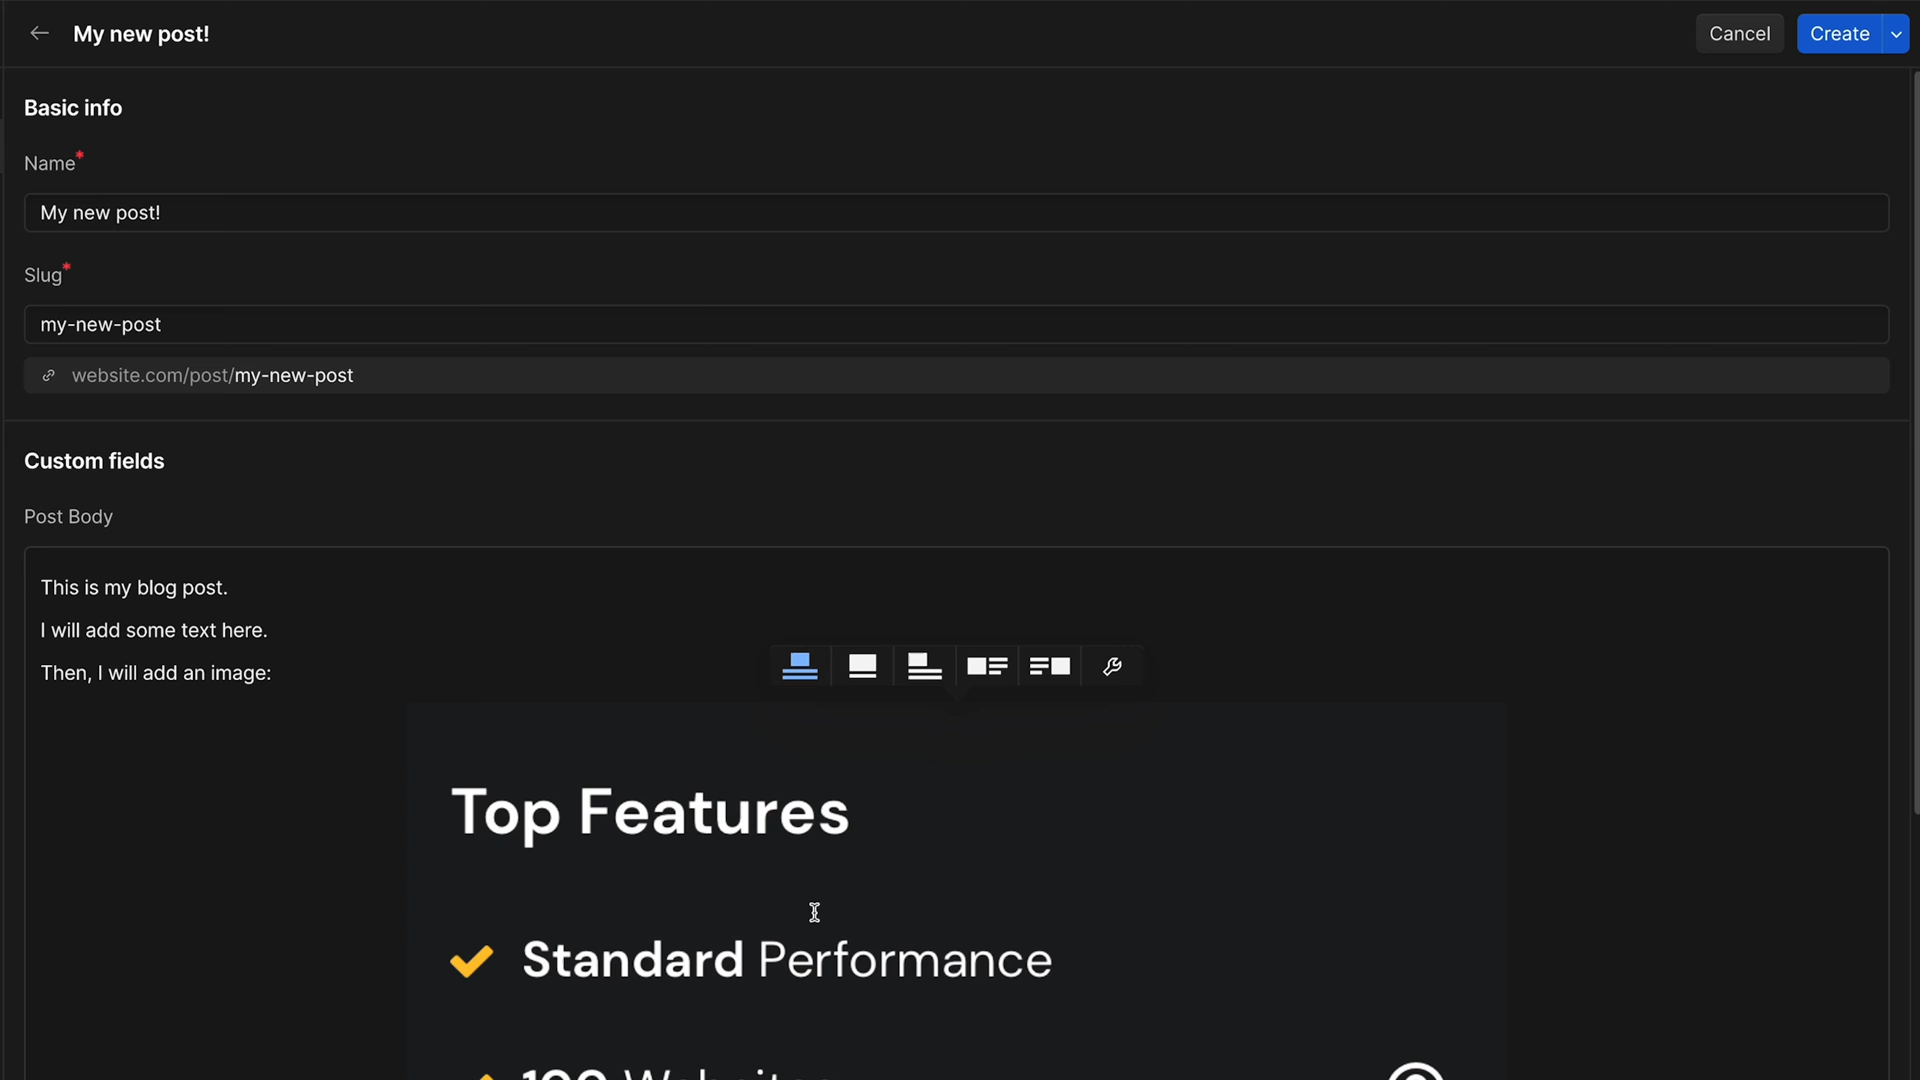 My new post!
Cancel
Create
Basic info
Name*
My new post!
Slug*
my-new-post
website.com/post/my-new-post
Custom fields
Post Body
This is my blog post.
I will add some text here.
Then, I will add an image:
Top Features
Standard Performance